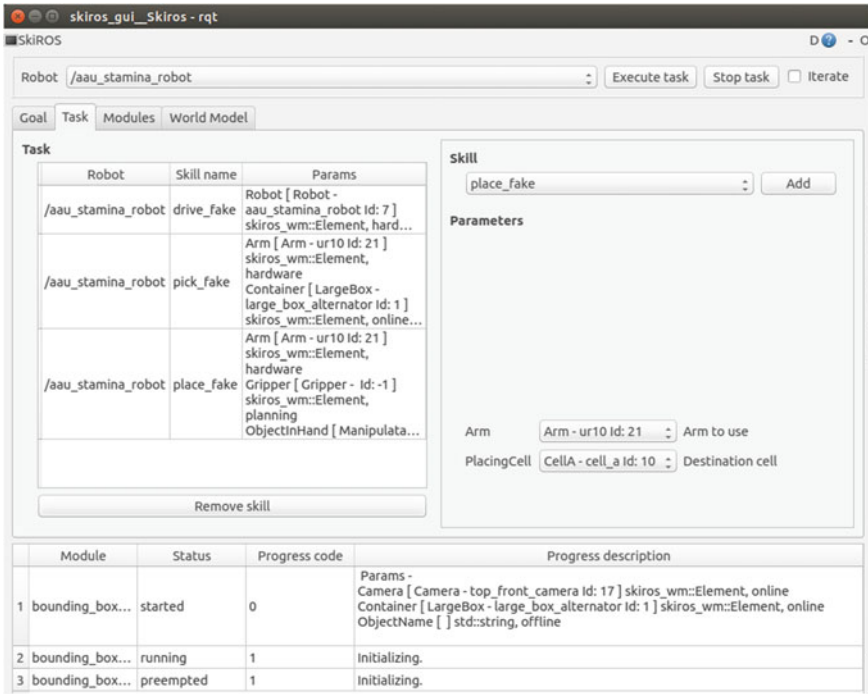 skiros_gui__Skiros - rqt
SkiROS
D ? - O
Robot /aau_stamina_robot Execute task Stop task Iterate
Goal Task Modules World Model
Task
Robot Skill name Params
/aau_stamina_robot drive_fake Robot [ Robot -
aau_stamina_robot Id: 7 ]
skiros_wm::Element, hard...
/aau_stamina_robot pick_fake Arm [ Arm - ur10 Id: 21 ]
skiros_wm::Element,
hardware
Container [ LargeBox -
large_box_alternator Id: 1 ]
skiros_wm::Element, online...
/aau_stamina_robot place_fake Arm [ Arm - ur10 Id: 21 ]
skiros_wm::Element,
hardware
Gripper [ Gripper - Id: -1 ]
skiros_wm::Element,
planning
ObjectInHand [ Manipulata...
Remove skill
Skill
place_fake Add
Parameters
Arm Arm - ur10 Id: 21 Arm to use
PlacingCell CellA - cell_a Id: 10 Destination cell
Module Status Progress code Progress description
1 bounding_box... started 0 Params -
Camera [ Camera - top_front_camera Id: 17 ] skiros_wm::Element, online
Container [ LargeBox - large_box_alternator Id: 1 ] skiros_wm::Element, online
ObjectName [ ] std::string, offline
2 bounding_box... running 1 Initializing.
3 bounding_box... preempted 1 Initializing.